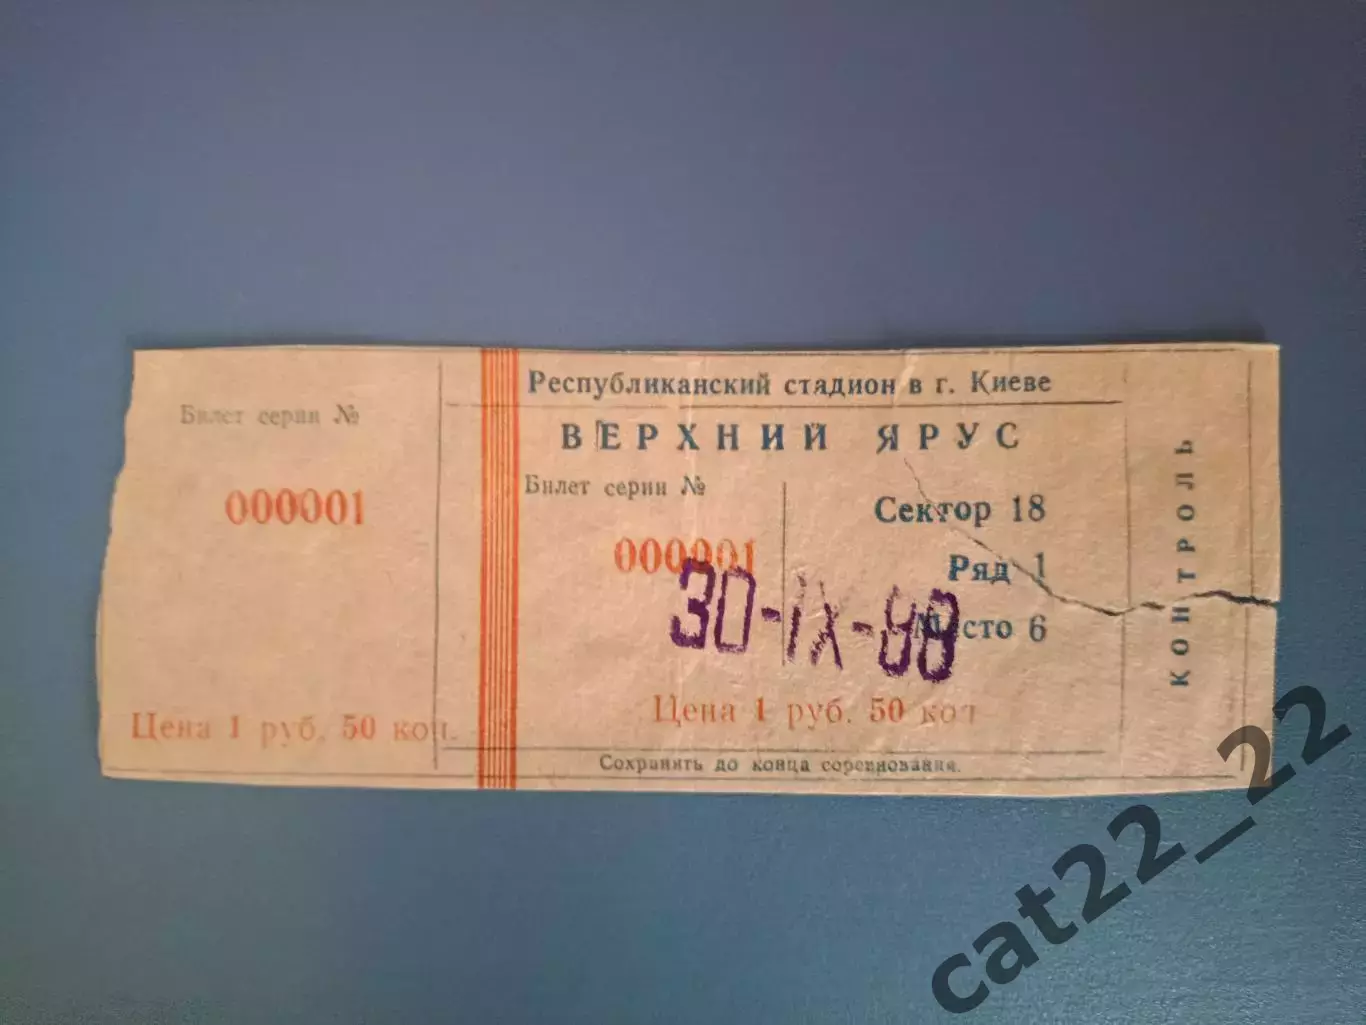 Билет серии №
000001
Цена 1 руб. 50 коп.
Республиканский стадион в г. Киеве
ВЕРХНИЙ ЯРУС
Билет серии №
000001
Сектор 18
Ряд 1
Место 6
30-IX-88
Цена 1 руб. 50 коп
Сохранять до конца соревнования.
КОНТРОЛЬ
cat22_22